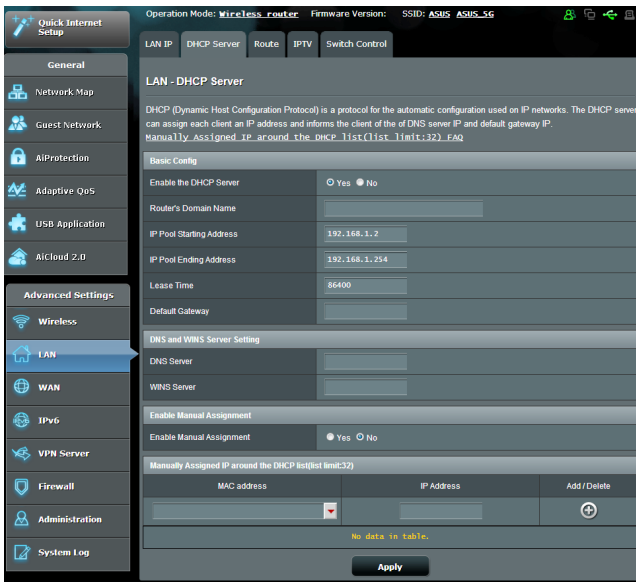 Quick Internet
Setup
General
Network Map
Guest Network
AiProtection
Adaptive QoS
USB Application
AiCloud 2.0
Advanced Settings
Wireless
LAN
WAN
IPv6
VPN Server
Firewall
Administration
System Log
Operation Mode: Wireless router Firmware Version: SSID: ASUS ASUS_5G
LAN IP DHCP Server Route IPTV Switch Control
LAN - DHCP Server
DHCP (Dynamic Host Configuration Protocol) is a protocol for the automatic configuration used on IP networks. The DHCP server
can assign each client an IP address and informs the client of the of DNS server IP and default gateway IP.
Manually Assigned IP around the DHCP list(list limit:32) FAQ
Basic Config
Enable the DHCP Server Yes No
Router's Domain Name
IP Pool Starting Address 192.168.1.2
IP Pool Ending Address 192.168.1.254
Lease Time 86400
Default Gateway
DNS and WINS Server Setting
DNS Server
WINS Server
Enable Manual Assignment
Enable Manual Assignment Yes No
Manually Assigned IP around the DHCP list(list limit:32)
MAC address IP Address Add / Delete
No data in table.
Apply